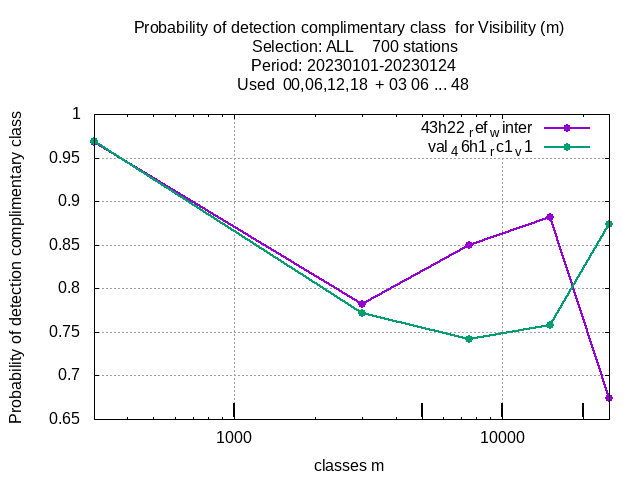 Probability of detection complimentary class  for Visibility (m)
Selection: ALL    700 stations
Period: 20230101-20230124
Used  00,06,12,18  + 03 06 ... 48
Probability of detection complimentary class
1
0.95
0.9
0.85
0.8
0.75
0.7
0.65
43h22 ref winter
val 4 6h1 r c1 v 1
1000
10000
classes m